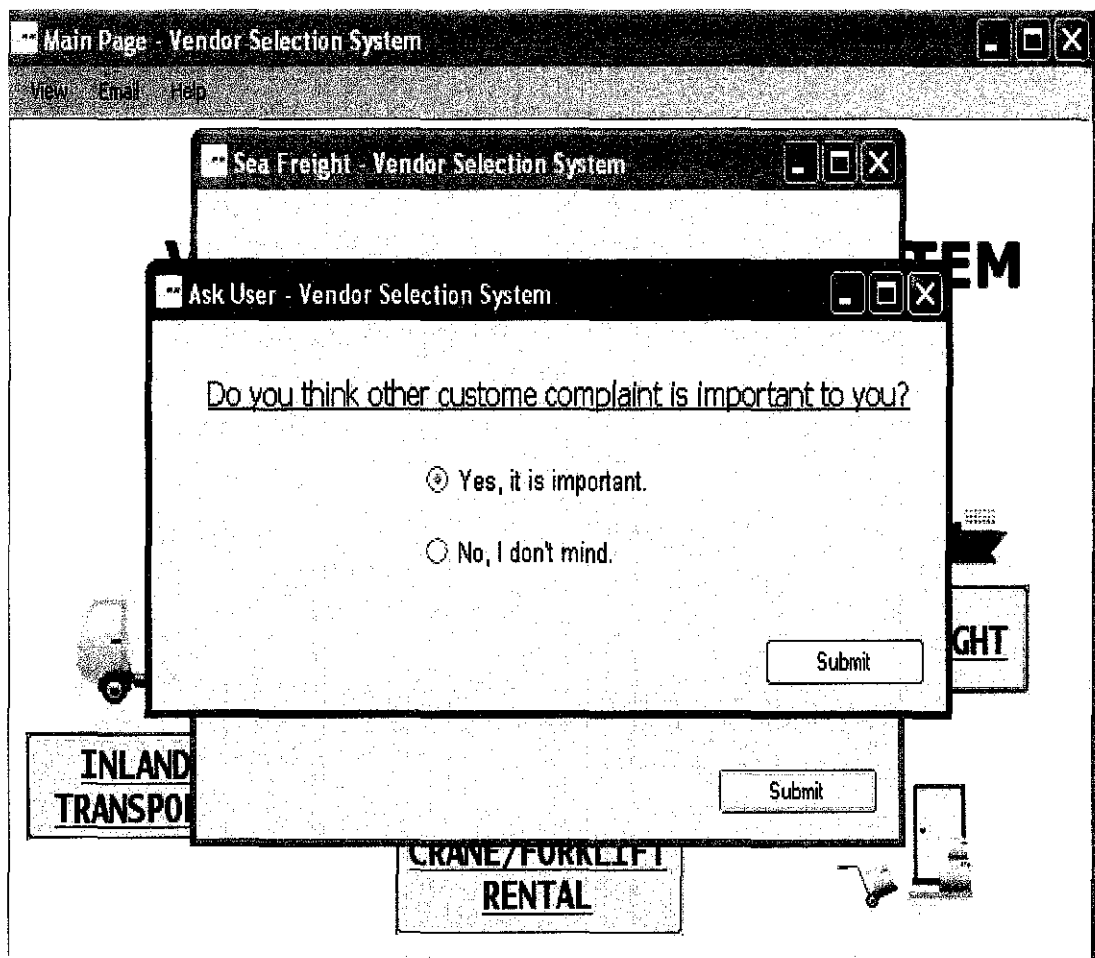 Main Page - Vendor Selection System
View Email Help
Sea Freight - Vendor Selection System
TEM
Ask User - Vendor Selection System
Do you think other custome complaint is important to you?
Yes, it is important.
No, I don't mind.
GHT
Submit
INLAND
TRANSPO
Submit
CRANE/FORKLIFT
RENTAL